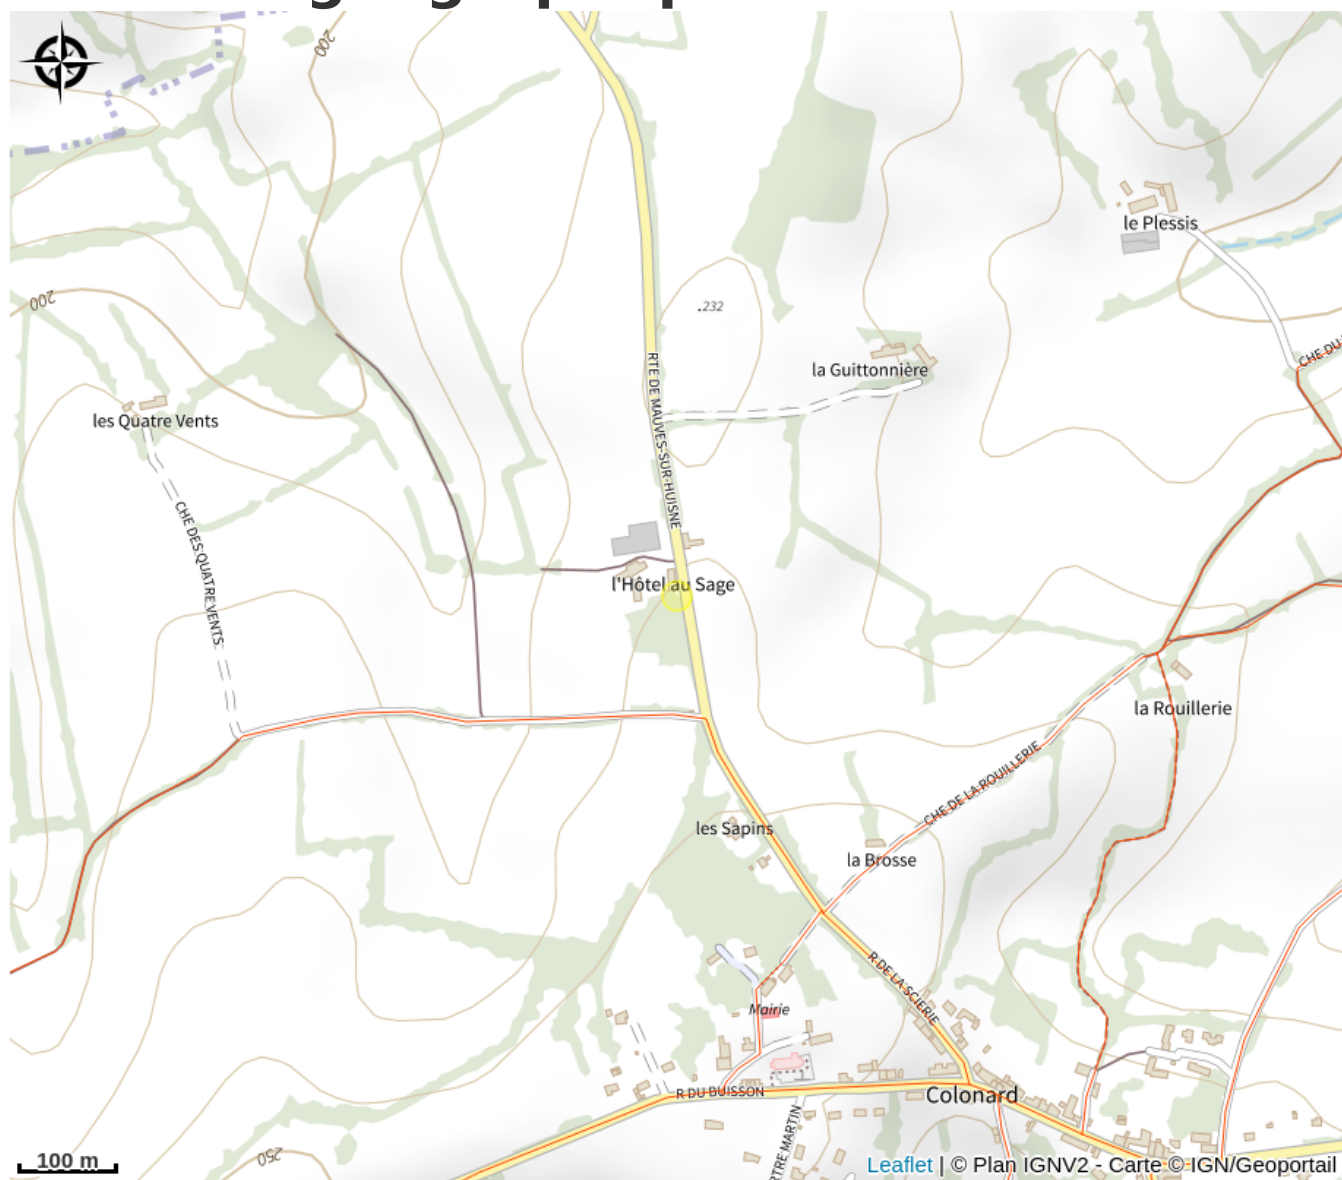 200
le Plessis
200
.232
CHE DU
la Guittonnière
RTE DE MAUVES-SUR-HUISNE
les Quatre Vents
CHE DES QUATRE VENTS
l'Hôtel au Sage
la Rouillerie
CHE DE LA ROUILLERIE
les Sapins
la Brosse
R DE LA SCIERIE
Mairie
R DU BUISSON
Colonard
TRE MARTIN
250
100 m
Leaflet | © Plan IGNV2 - Carte © IGN/Geoportail